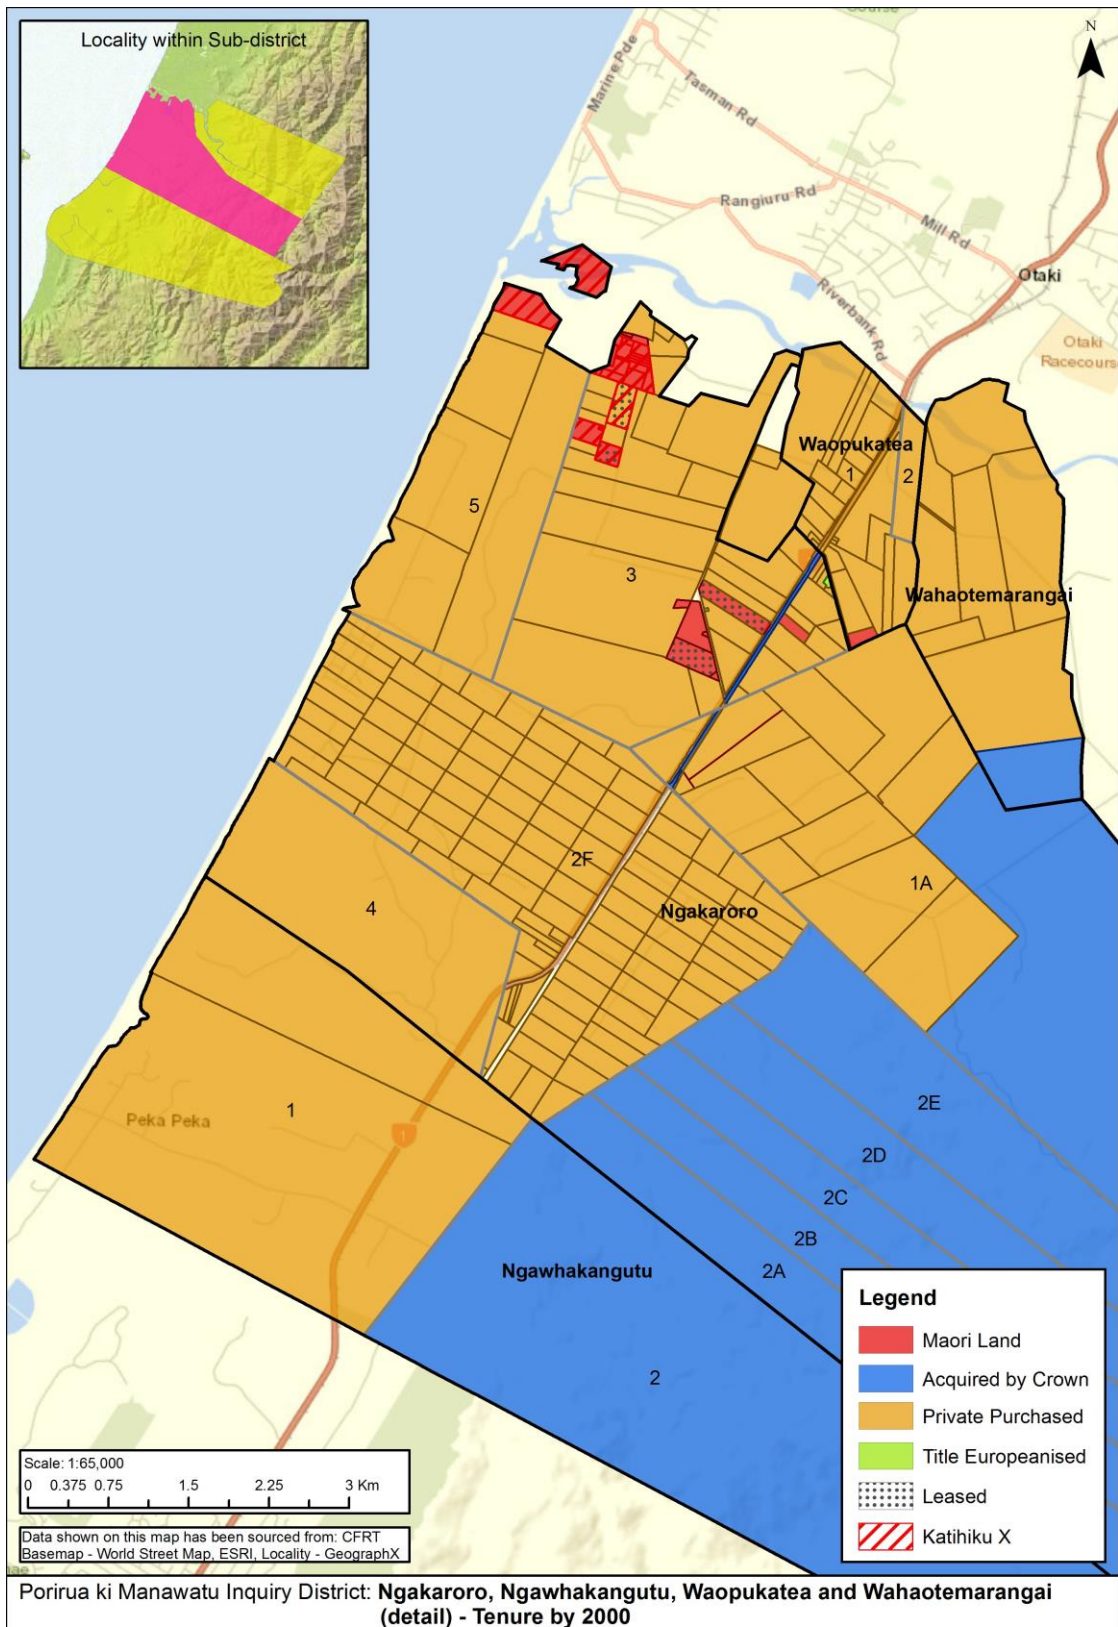 Locality within Sub-district
N
Course
Marine Pde
Tasman Rd
Rangiuru Rd
Mill Rd
Otaki
Riverbank Rd
Otaki
Racecourse
Waopukatea
1
2
5
3
Wahaotemarangai
2F
1A
4
Ngakaroro
1
Peka Peka
1
2E
2D
2C
2B
2A
Ngawhakangutu
2
Legend
Maori Land
Acquired by Crown
Private Purchased
Title Europeanised
Leased
Katihiku X
Scale: 1:65,000
0 0.375 0.75 1.5 2.25 3 Km
Data shown on this map has been sourced from: CFRT
Basemap - World Street Map, ESRI, Locality - GeographX
Porirua ki Manawatu Inquiry District: Ngakaroro, Ngawhakangutu, Waopukatea and Wahaotemarangai
(detail) - Tenure by 2000